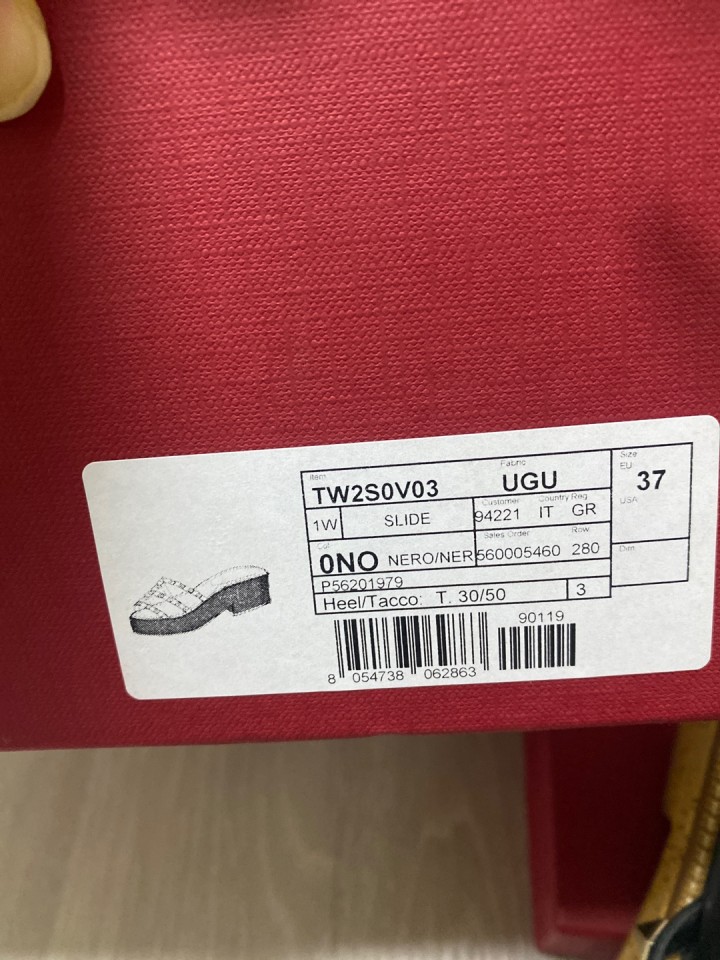 Item
Fabric
Size
TW2S0V03 UGU
EU
37
USA
1W SLIDE
Customer Country Reg
94221 IT GR
Col
Sales Order Row
0NO NERO/NER 560005460 280
Dim.
P56201979
Heel/Tacco: T. 30/50 3
90119
8 054738 062863